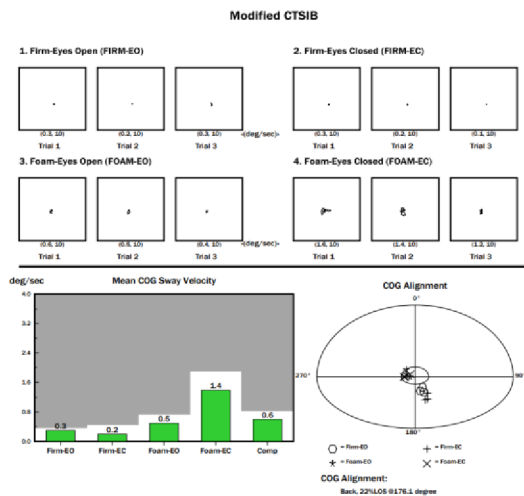 Modified CTSIB
1. Firm-Eyes Open (FIRM-EO)
2. Firm-Eyes Closed (FIRM-EC)
(0.3, 10) (0.2, 10) (0.3, 10) <(deg/sec)> (0.3, 10) (0.2, 10) (0.1, 10)
Trial 1 Trial 2 Trial 3 Trial 1 Trial 2 Trial 3
3. Foam-Eyes Open (FOAM-EO)
4. Foam-Eyes Closed (FOAM-EC)
(0.6, 10) (0.5, 10) (0.4, 10) <(deg/sec)> (1.6, 10) (1.4, 10) (1.2, 10)
Trial 1 Trial 2 Trial 3 Trial 1 Trial 2 Trial 3
deg/sec
Mean COG Sway Velocity
4.0
3.2
2.4
1.6
0.8
0.0
0.3 0.2 0.5 1.4 0.6
Firm-EO Firm-EC Foam-EO Foam-EC Comp
COG Alignment
0°
270° 90°
180°
= Firm-EO = Firm-EC
= Foam-EO = Foam-EC
COG Alignment:
Back, 22%LOS @176.1 degree